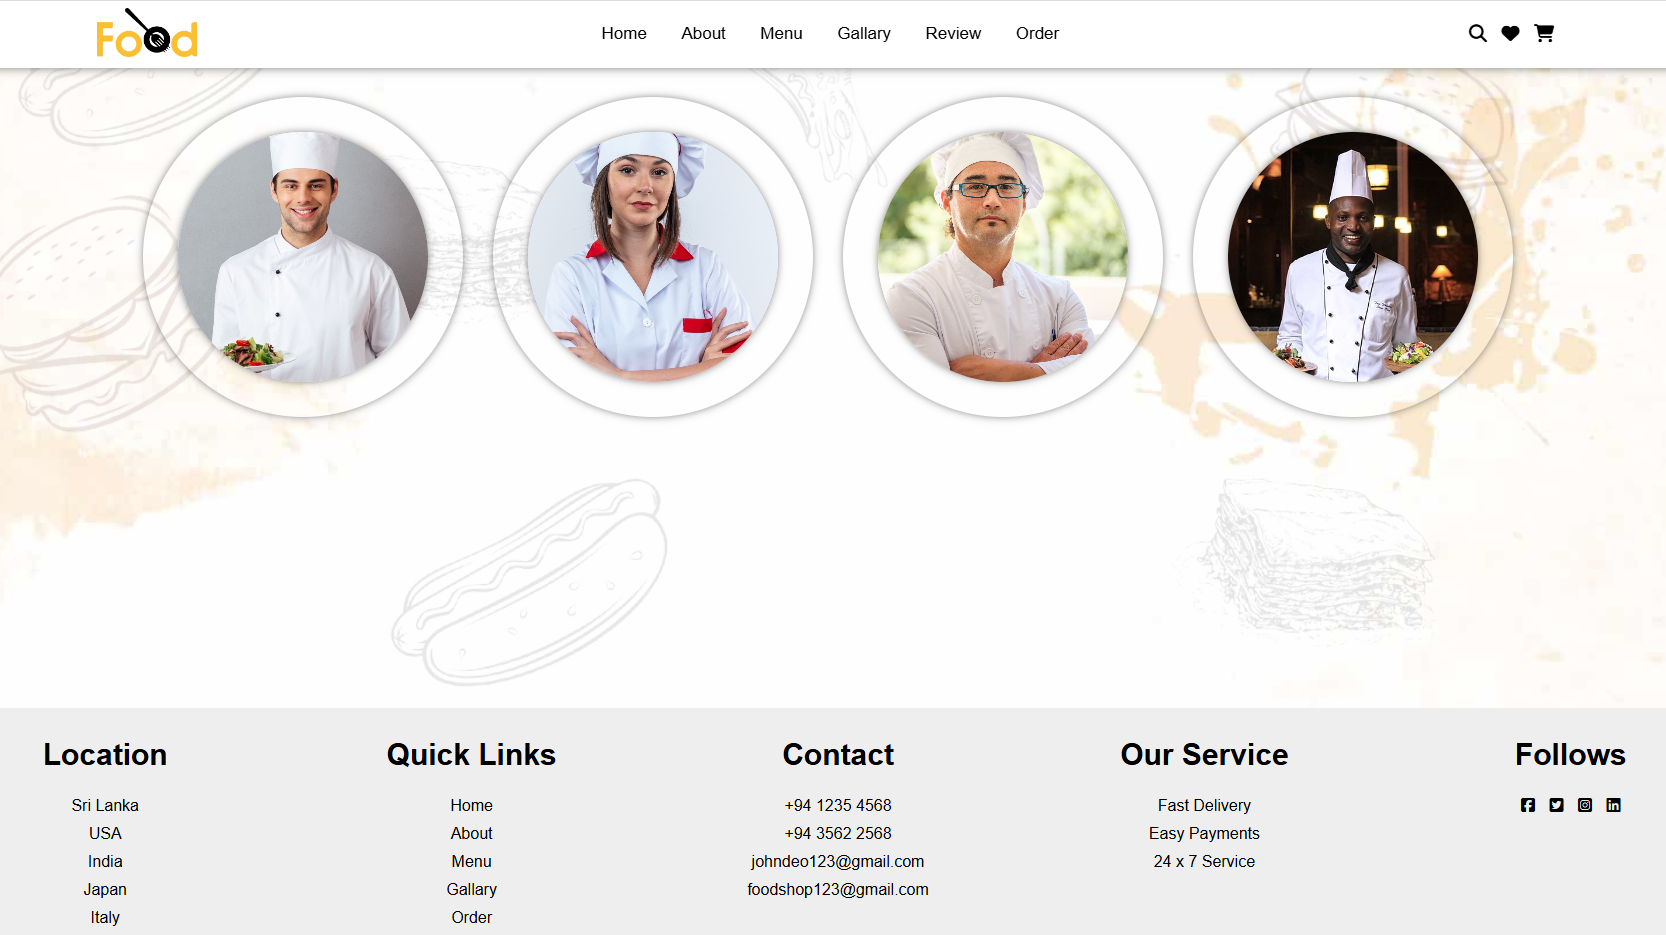 Food
Home About Menu Gallary Review Order
Location
Sri Lanka
USA
India
Japan
Italy
Quick Links
Home
About
Menu
Gallary
Order
Contact
+94 1235 4568
+94 3562 2568
johndeo123@gmail.com
foodshop123@gmail.com
Our Service
Fast Delivery
Easy Payments
24 x 7 Service
Follows